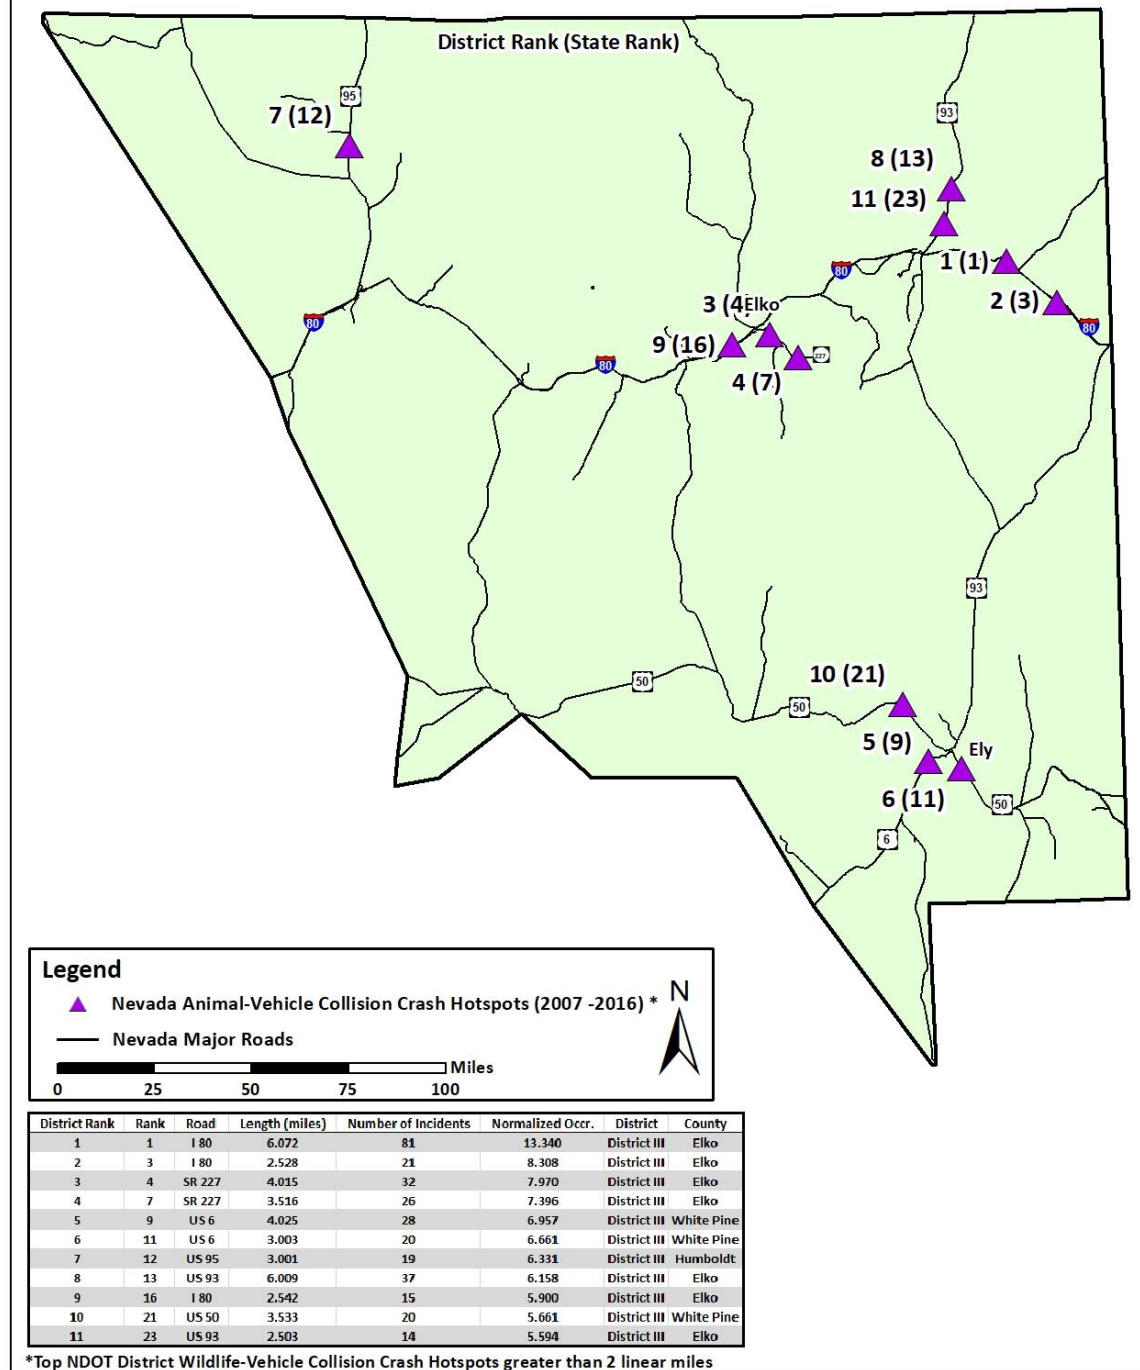 District Rank (State Rank)
95
7 (12)
93
8 (13)
11 (23)
80
1 (1)
2 (3)
3 (4)
Elko
80
80
9 (16)
80
227
4 (7)
93
10 (21)
50
50
5 (9)
Ely
6 (11)
50
6
Legend
Nevada Animal-Vehicle Collision Crash Hotspots (2007 -2016) *
N
Nevada Major Roads
Miles
0 25 50 75 100
District Rank Rank Road Length (miles) Number of Incidents Normalized Occr. District County
1 1 I 80 6.072 81 13.340 District III Elko
2 3 I 80 2.528 21 8.308 District III Elko
3 4 SR 227 4.015 32 7.970 District III Elko
4 7 SR 227 3.516 26 7.396 District III Elko
5 9 US 6 4.025 28 6.957 District III White Pine
6 11 US 6 3.003 20 6.661 District III White Pine
7 12 US 95 3.001 19 6.331 District III Humboldt
8 13 US 93 6.009 37 6.158 District III Elko
9 16 I 80 2.542 15 5.900 District III Elko
10 21 US 50 3.533 20 5.661 District III White Pine
11 23 US 93 2.503 14 5.594 District III Elko
*Top NDOT District Wildlife-Vehicle Collision Crash Hotspots greater than 2 linear miles